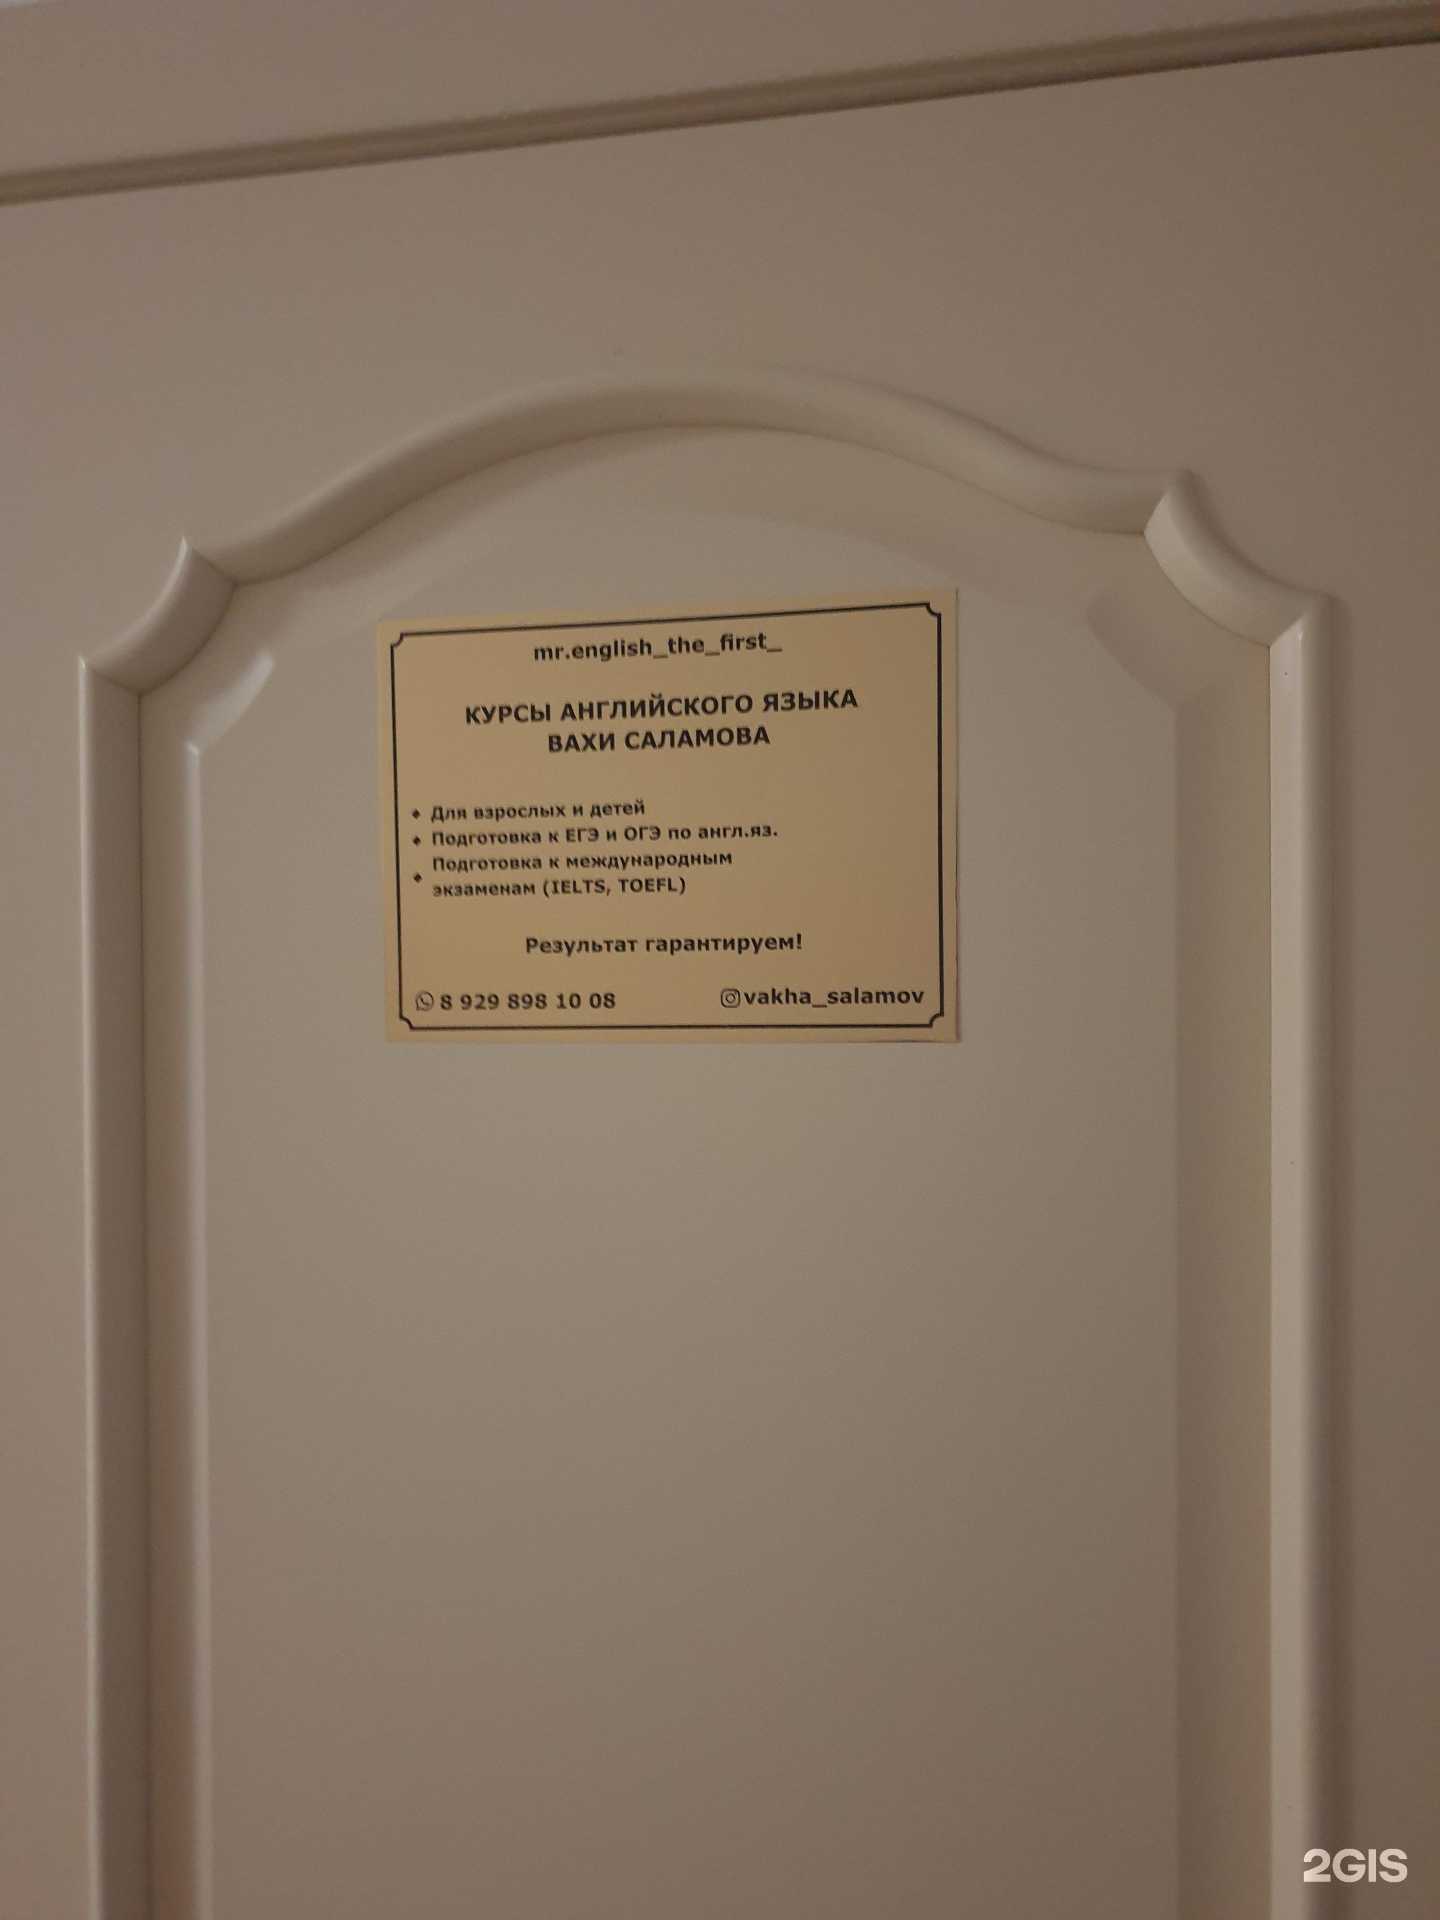 mr.english_the_first_
КУРСЫ АНГЛИЙСКОГО ЯЗЫКА
ВАХИ САЛАМОВА
Для взрослых и детей
Подготовка к ЕГЭ и ОГЭ по англ.яз.
Подготовка к международным
экзаменам (IELTS, TOEFL)
Результат гарантируем!
8 929 898 10 08
vakha_salamov
2GIS